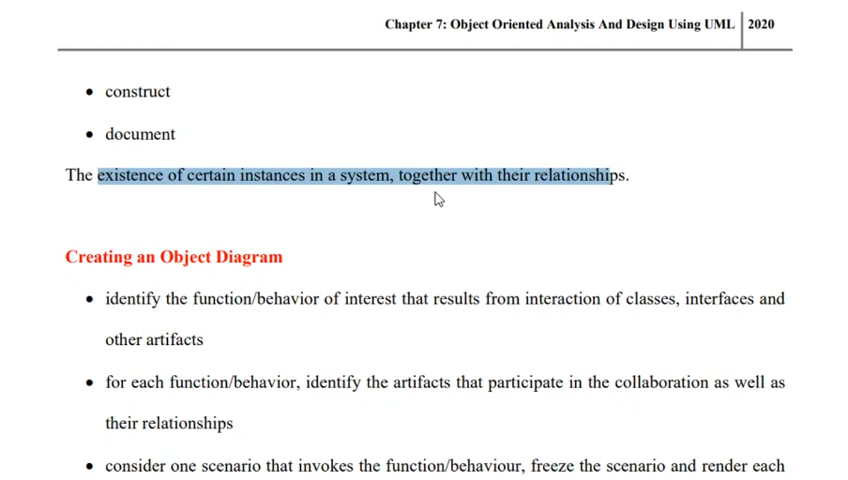 Chapter 7: Object Oriented Analysis And Design Using UML 2020
• construct
• document
The existence of certain instances in a system, together with their relationships.
Creating an Object Diagram
• identify the function/behavior of interest that results from interaction of classes, interfaces and
other artifacts
• for each function/behavior, identify the artifacts that participate in the collaboration as well as
their relationships
• consider one scenario that invokes the function/behaviour, freeze the scenario and render each